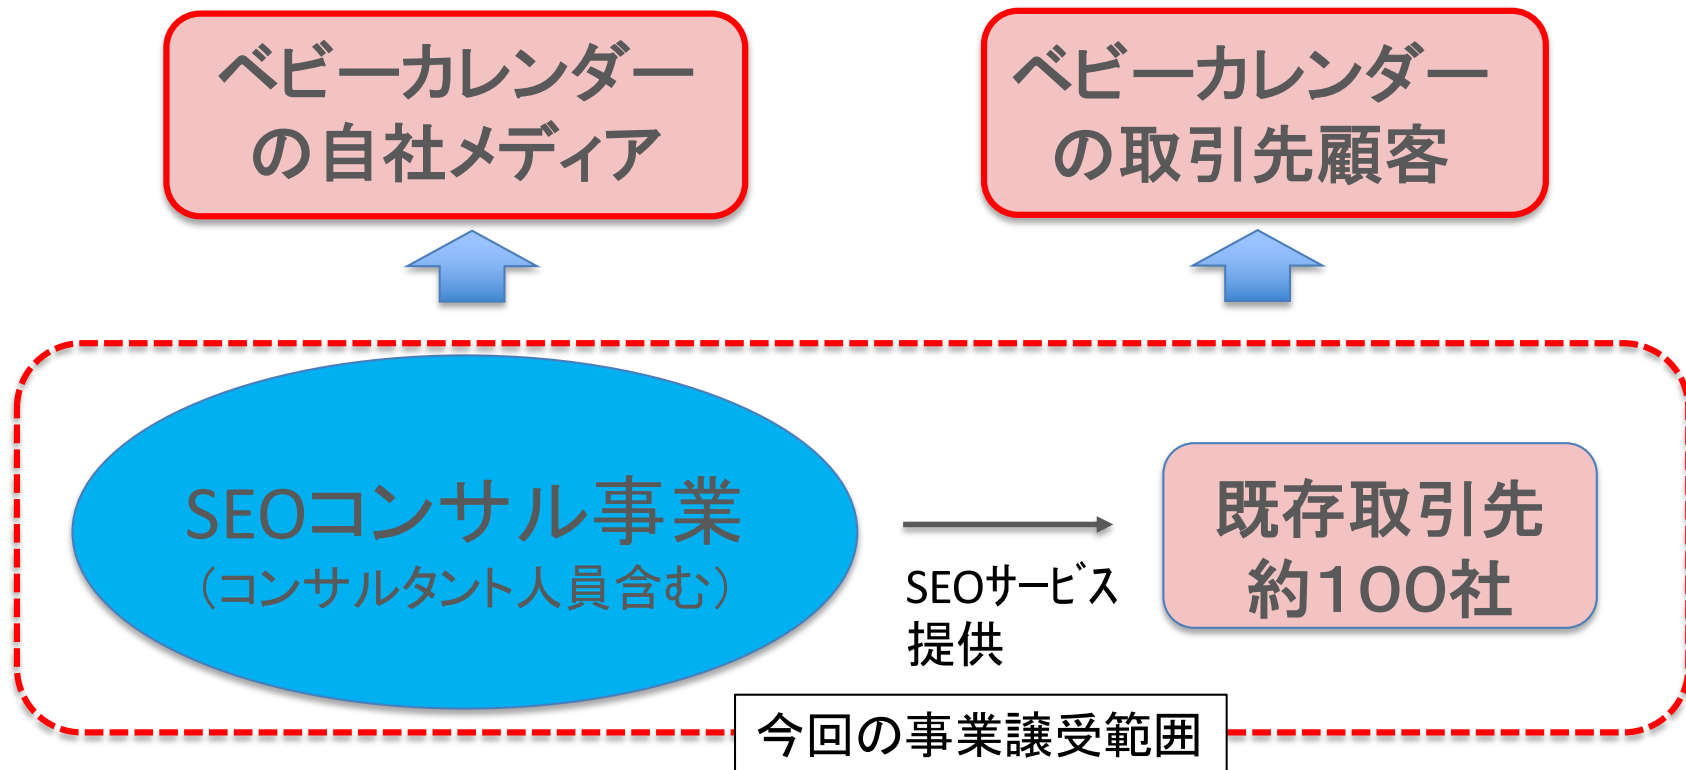 ベビーカレンダー
の自社メディア
ベビーカレンダー
の取引先顧客
SEOコンサル事業
（コンサルタント人員含む）
SEOサービス
提供
既存取引先
約１００社
今回の事業譲受範囲